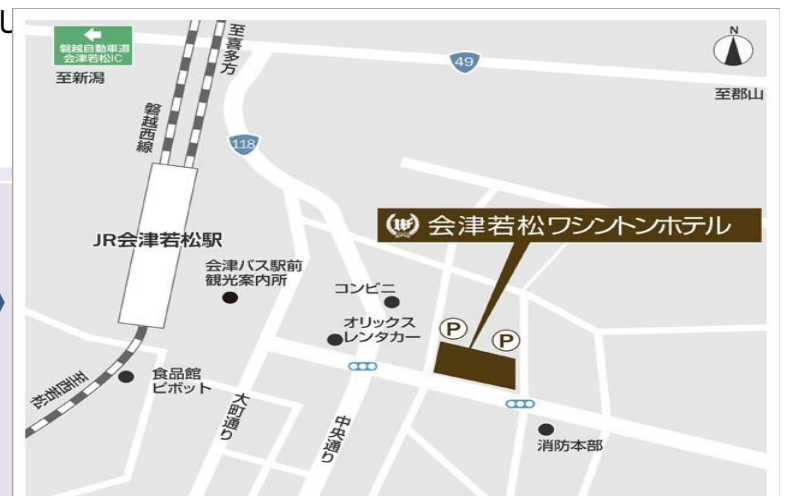 U
磐越自動車道
会津若松IC
至新潟
至喜多方
49
N
至郡山
磐越西線
118
JR会津若松駅
会津若松ワシントンホテル
会津バス駅前
観光案内所
コンビニ
オリックス
レンタカー
P
P
至西若松
食品館
ピボット
大町通り
中央通り
消防本部